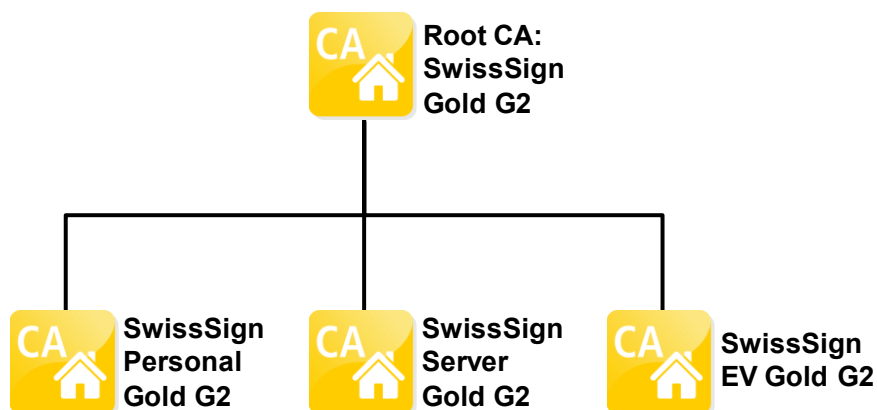 CA
Root CA:
SwissSign
Gold G2
CA
SwissSign
Personal
Gold G2
CA
SwissSign
Server
Gold G2
CA
SwissSign
EV Gold G2